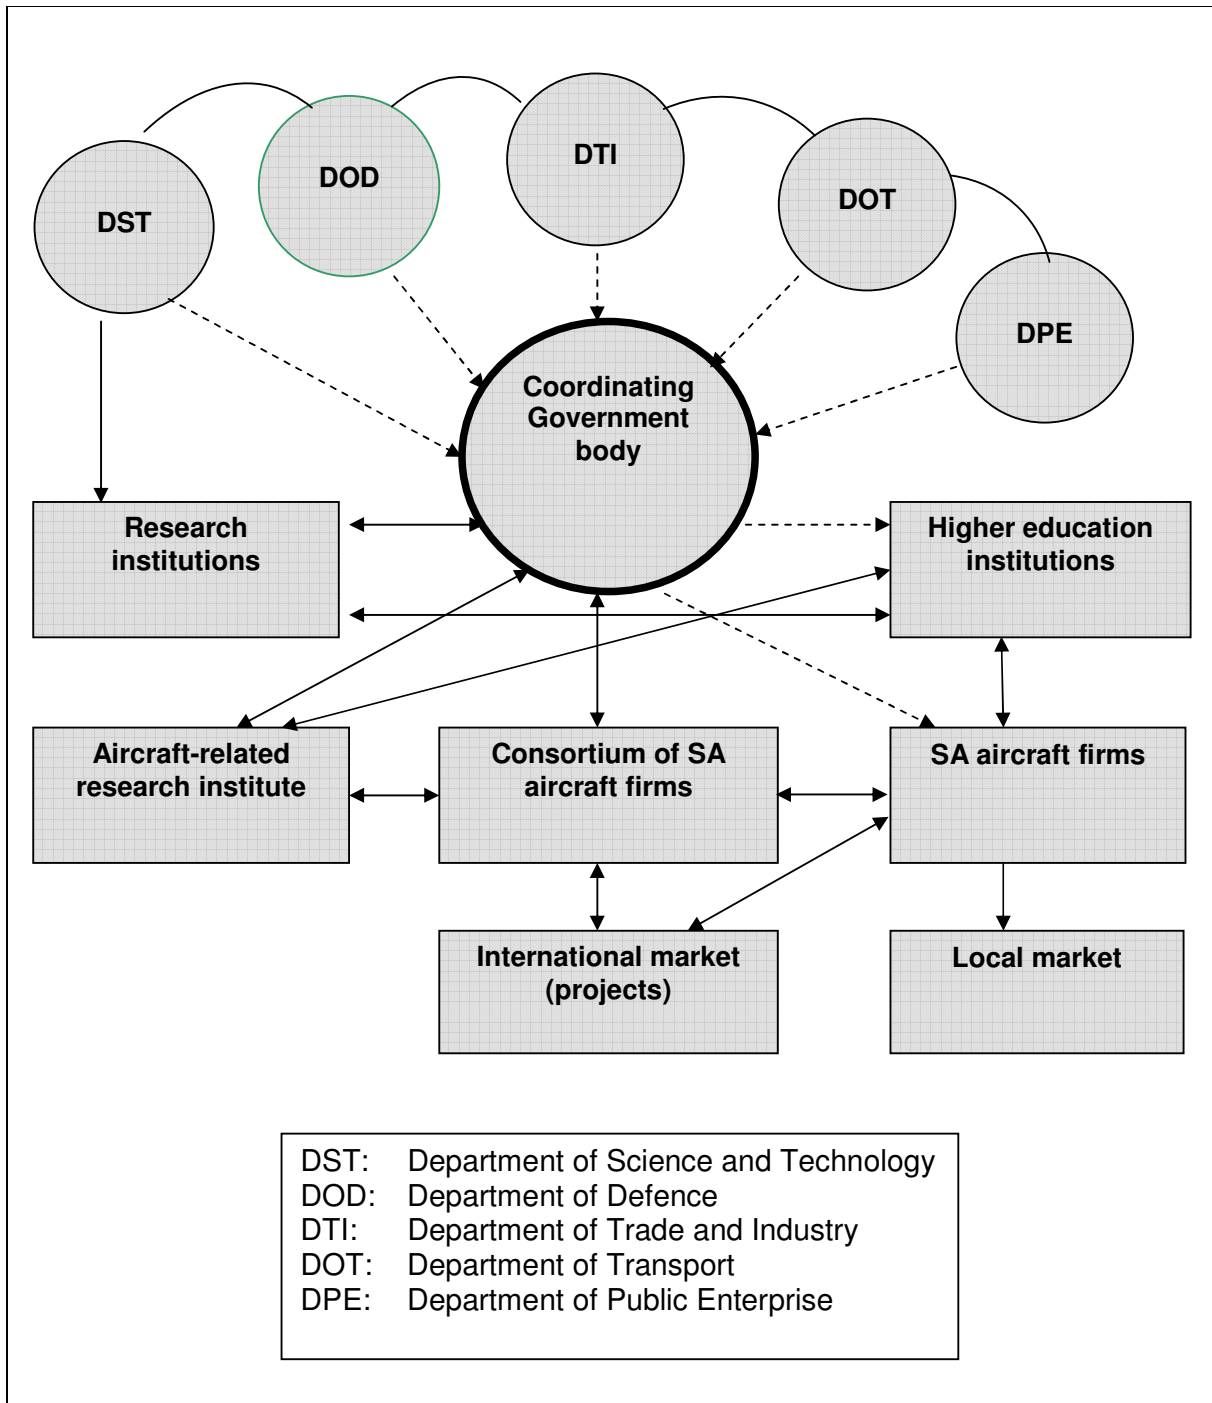 DTI
DOD
DOT
DST
DPE
Coordinating
Government
body
Research
institutions
Higher education
institutions
Aircraft-related
research institute
Consortium of SA
aircraft firms
SA aircraft firms
International market
(projects)
Local market
DST: Department of Science and Technology
DOD: Department of Defence
DTI: Department of Trade and Industry
DOT: Department of Transport
DPE: Department of Public Enterprise